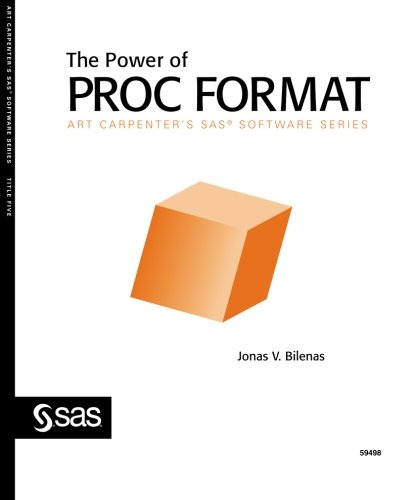 ART CARPENTER'S SAS® SOFTWARE SERIES TITLE FIVE
The Power of
PROC FORMAT
ART CARPENTER'S SAS® SOFTWARE SERIES
Jonas V. Bilenas
sas
59498